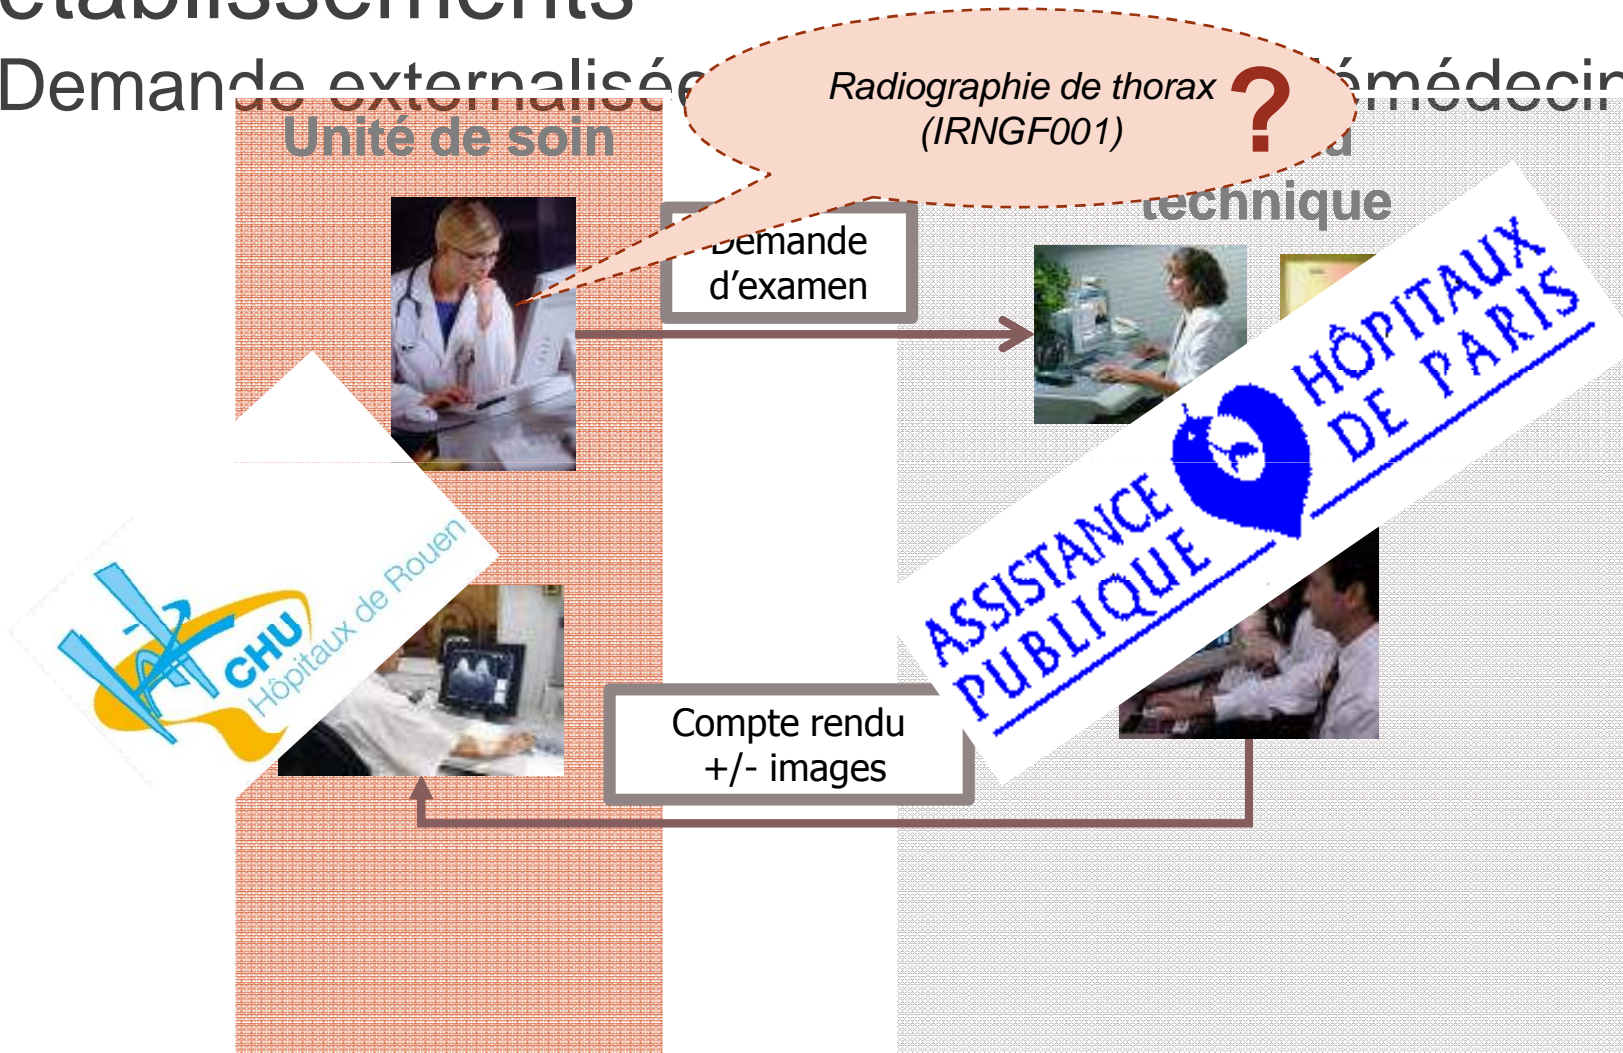 établissements
Demande externalisée
Radiographie de thorax ?
(IRNGF001)
Unité de soin
technique
Demande
d'examen
HÔPITAUX
DE PARIS
ASSISTANCE
PUBLIQUE
CHU
Hôpitaux de Rouen
Compte rendu
+/- images